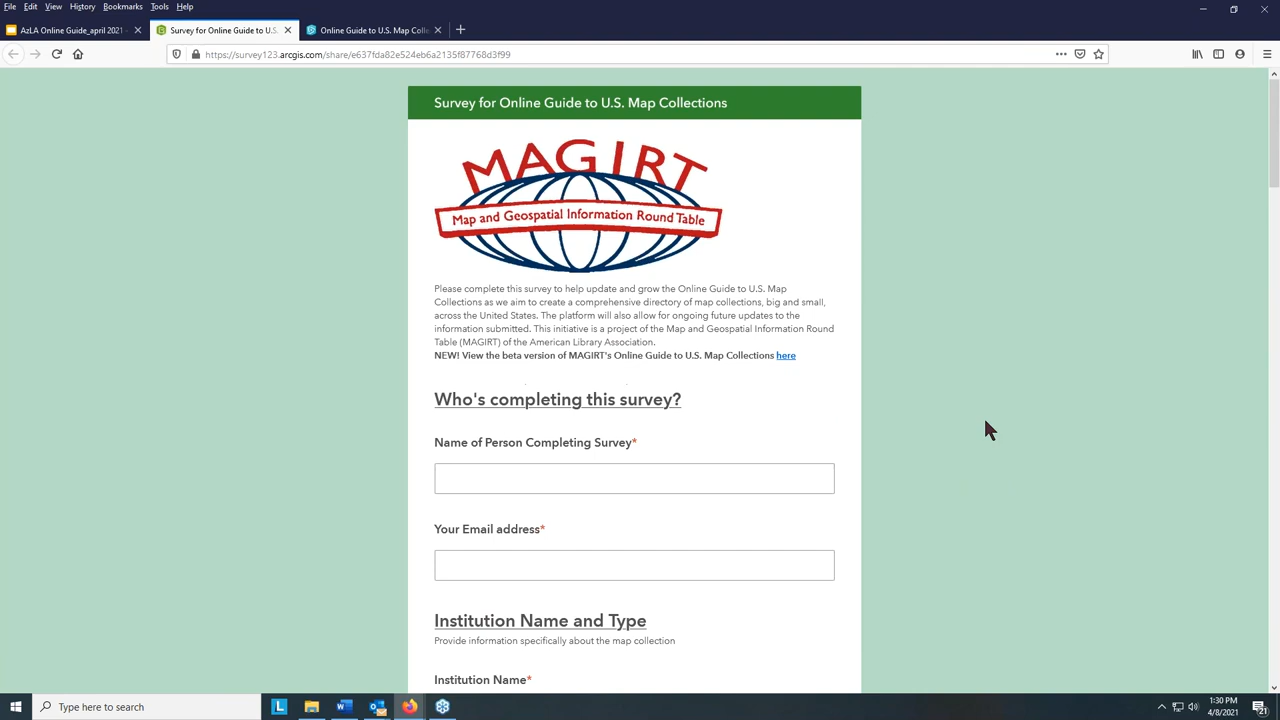 File Edit View History Bookmarks Tools Help
AzLA Online Guide_april 2021 -
Survey for Online Guide to U.S.
Online Guide to U.S. Map Colle
https://survey123.arcgis.com/share/e637fda82e524eb6a2135f87768d3f99
Survey for Online Guide to U.S. Map Collections
MAGIRT
Map and Geospatial Information Round Table
Please complete this survey to help update and grow the Online Guide to U.S. Map
Collections as we aim to create a comprehensive directory of map collections, big and small,
across the United States. The platform will also allow for ongoing future updates to the
information submitted. This initiative is a project of the Map and Geospatial Information Round
Table (MAGIRT) of the American Library Association.
NEW! View the beta version of MAGIRT's Online Guide to U.S. Map Collections here
Who's completing this survey?
Name of Person Completing Survey*
Your Email address*
Institution Name and Type
Provide information specifically about the map collection
Institution Name*
Type here to search
L
1:30 PM
4/8/2021
21